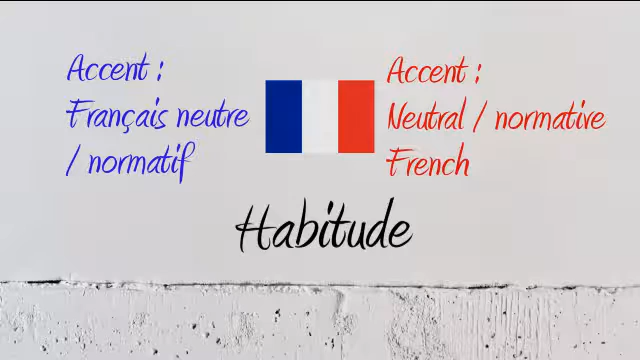 Accent :
Français neutre
/ normatif
Accent :
Neutral / normative
French
Habitude